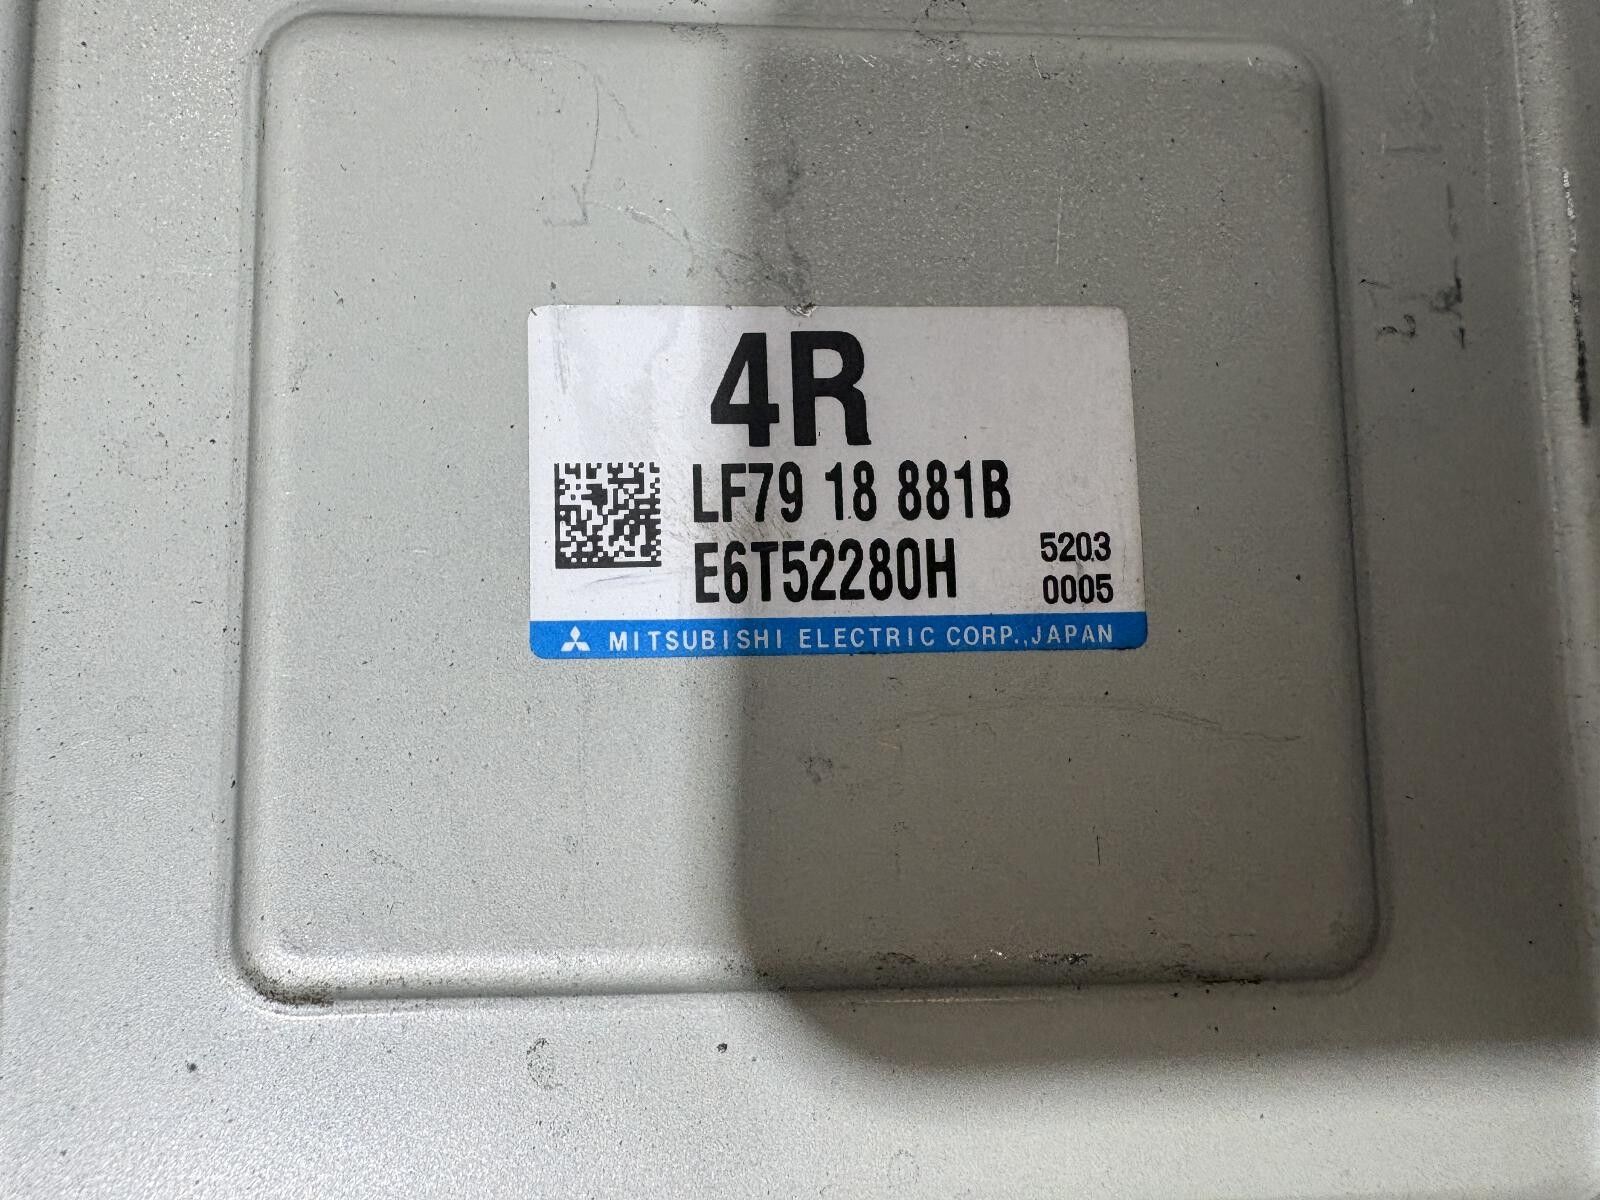 4R
LF79 18 881B
E6T52280H
5203
0005
MITSUBISHI ELECTRIC CORP.,JAPAN